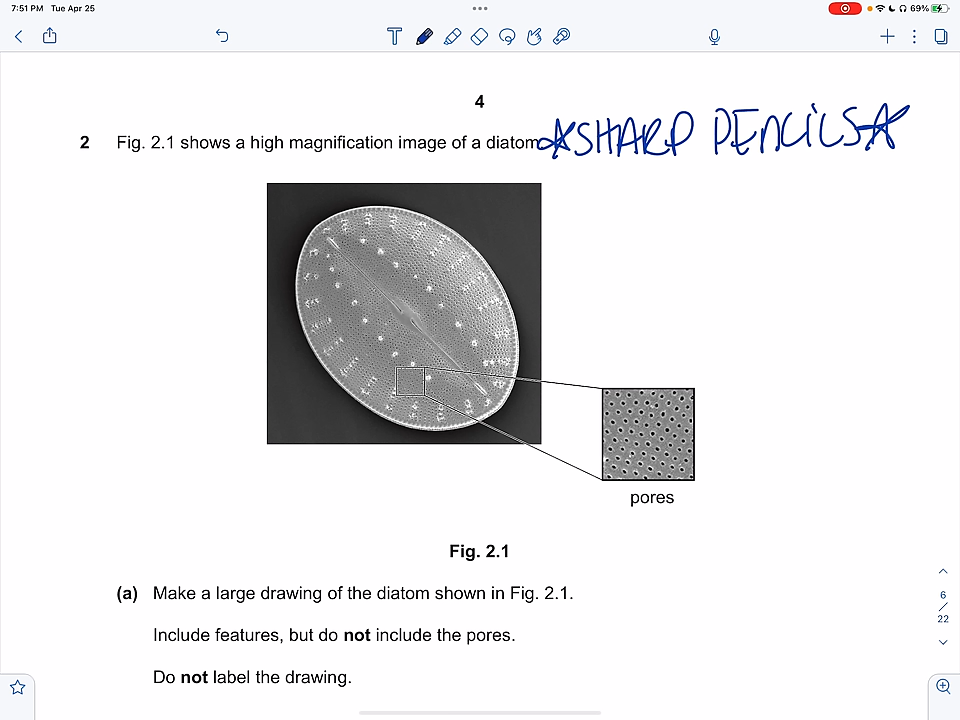 7:51 PM Tue Apr 25
69%
4
2 Fig. 2.1 shows a high magnification image of a diatom
☆SHARP PENCILS☆
pores
Fig. 2.1
(a) Make a large drawing of the diatom shown in Fig. 2.1.
Include features, but do not include the pores.
Do not label the drawing.
6
/
22